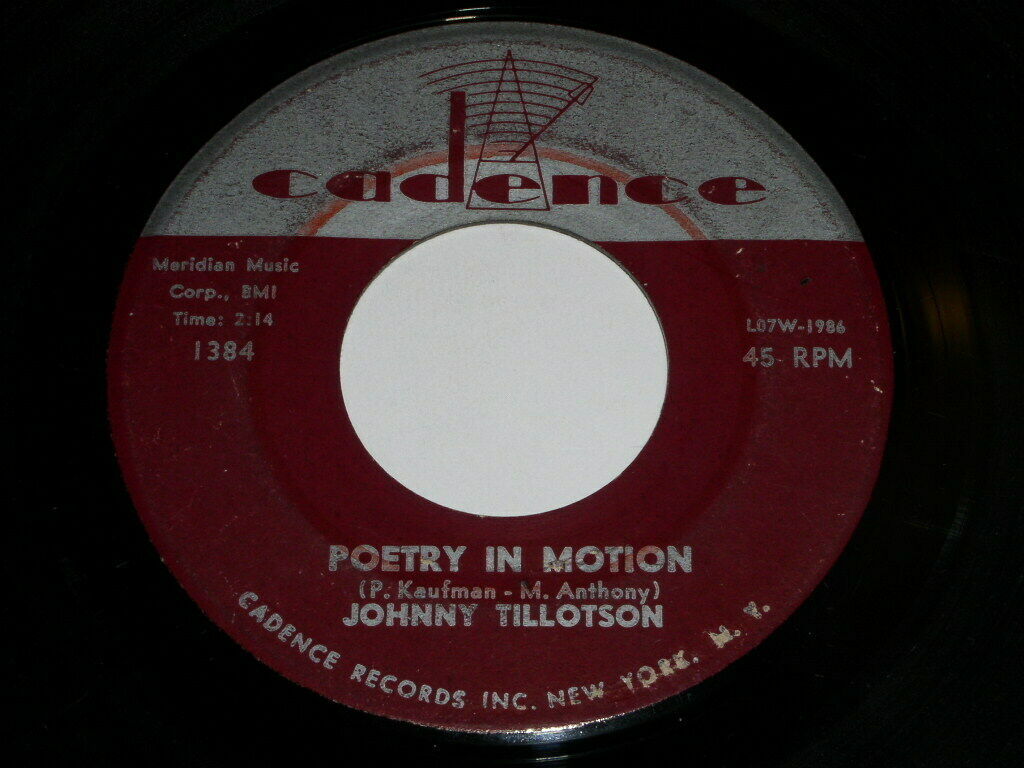 cadence
Meridian Music
Corp., BMI
Time: 2:14
1384
L07W-1986
45 RPM
POETRY IN MOTION
(P. Kaufman - M. Anthony)
JOHNNY TILLOTSON
CADENCE RECORDS INC. NEW YORK, N. Y.